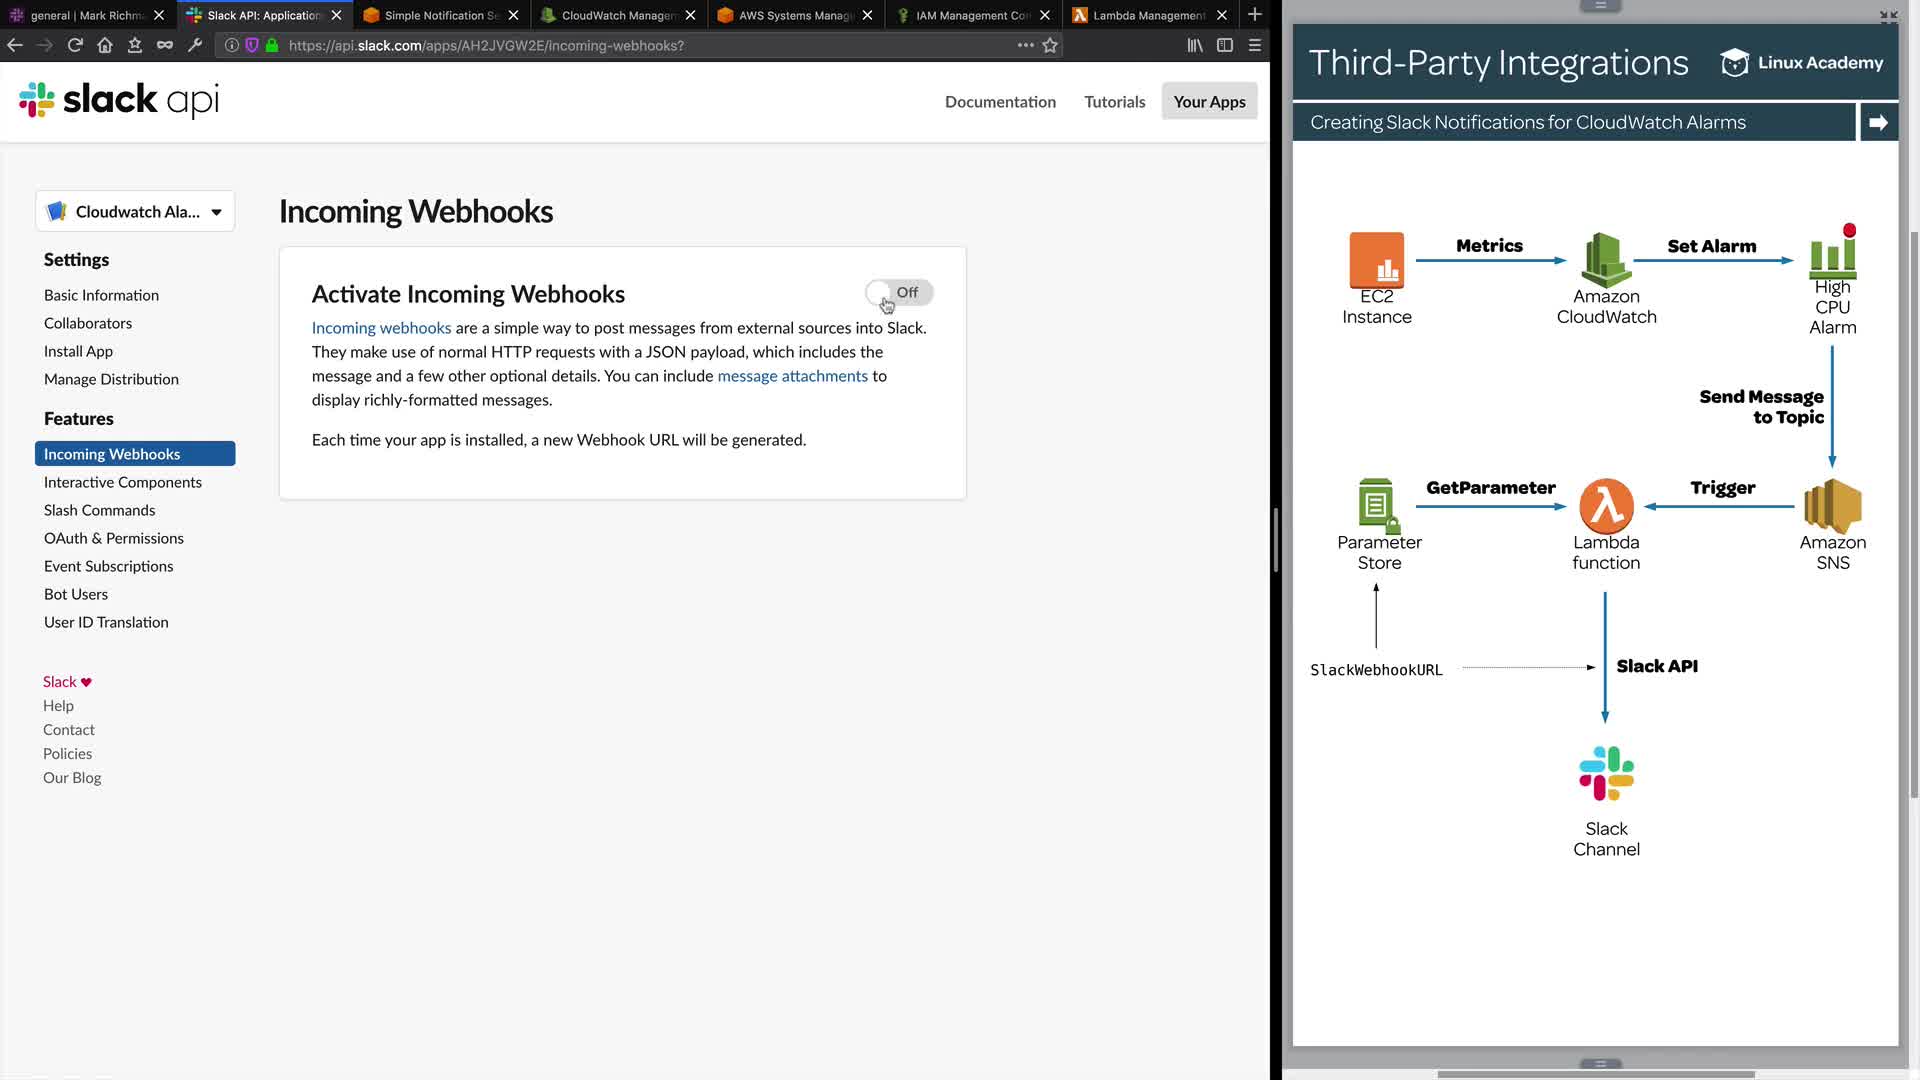 general | Mark Richm
Slack API: Application
Simple Notification Se
CloudWatch Managem
AWS Systems Manag
IAM Management Co
Lambda Management
https://api.slack.com/apps/AH2JVGW2E/incoming-webhooks?
slack api
Documentation
Tutorials
Your Apps
Cloudwatch Ala...
Settings
Basic Information
Collaborators
Install App
Manage Distribution
Features
Incoming Webhooks
Interactive Components
Slash Commands
OAuth & Permissions
Event Subscriptions
Bot Users
User ID Translation
Slack
Help
Contact
Policies
Our Blog
Incoming Webhooks
Activate Incoming Webhooks
Off
Incoming webhooks are a simple way to post messages from external sources into Slack.
They make use of normal HTTP requests with a JSON payload, which includes the
message and a few other optional details. You can include message attachments to
display richly-formatted messages.
Each time your app is installed, a new Webhook URL will be generated.
Third-Party Integrations
Linux Academy
Creating Slack Notifications for CloudWatch Alarms
EC2
Instance
Metrics
Amazon
CloudWatch
Set Alarm
High
CPU
Alarm
Send Message
to Topic
Parameter
Store
GetParameter
Lambda
function
Trigger
Amazon
SNS
SlackWebhookURL
Slack API
Slack
Channel